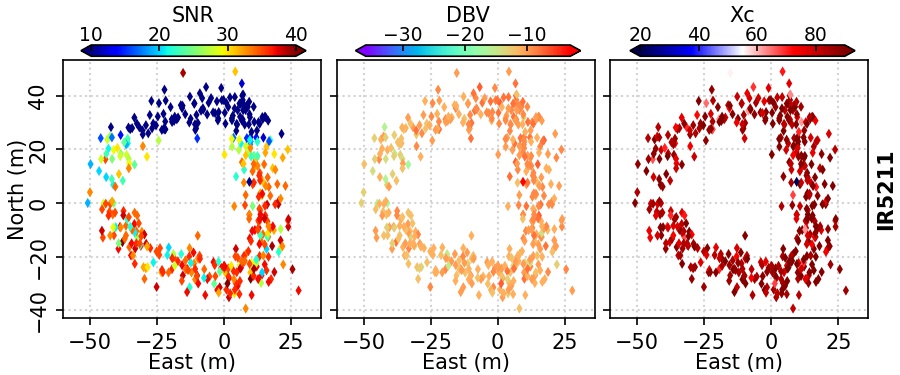 SNR DBV Xc
10 20 30 40 −30 −20 −10 20 40 60 80
North (m)
40
20
0
−20
−40
−50 −25 0 25 −50 −25 0 25 −50 −25 0 25
East (m) East (m) East (m)
IR5211